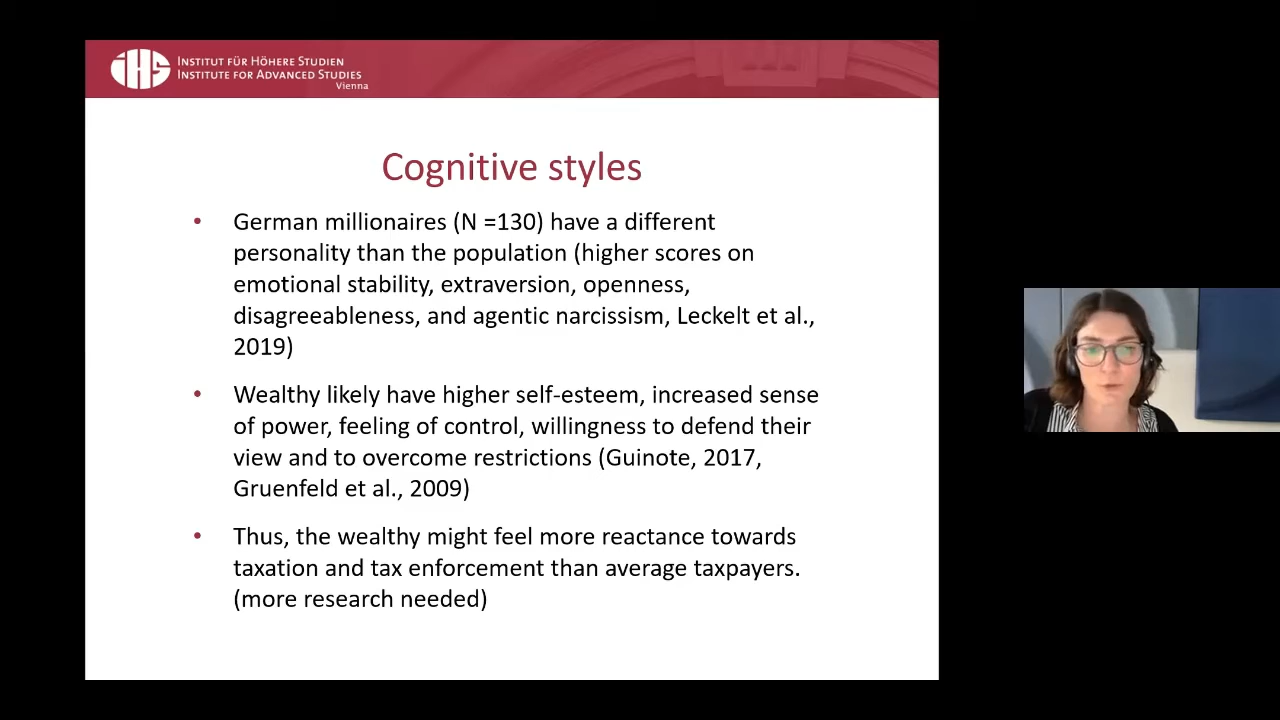 iHS
INSTITUT FÜR HÖHERE STUDIEN
INSTITUTE FOR ADVANCED STUDIES
Vienna
Cognitive styles
• German millionaires (N =130) have a different
personality than the population (higher scores on
emotional stability, extraversion, openness,
disagreeableness, and agentic narcissism, Leckelt et al.,
2019)
• Wealthy likely have higher self-esteem, increased sense
of power, feeling of control, willingness to defend their
view and to overcome restrictions (Guinote, 2017,
Gruenfeld et al., 2009)
• Thus, the wealthy might feel more reactance towards
taxation and tax enforcement than average taxpayers.
(more research needed)